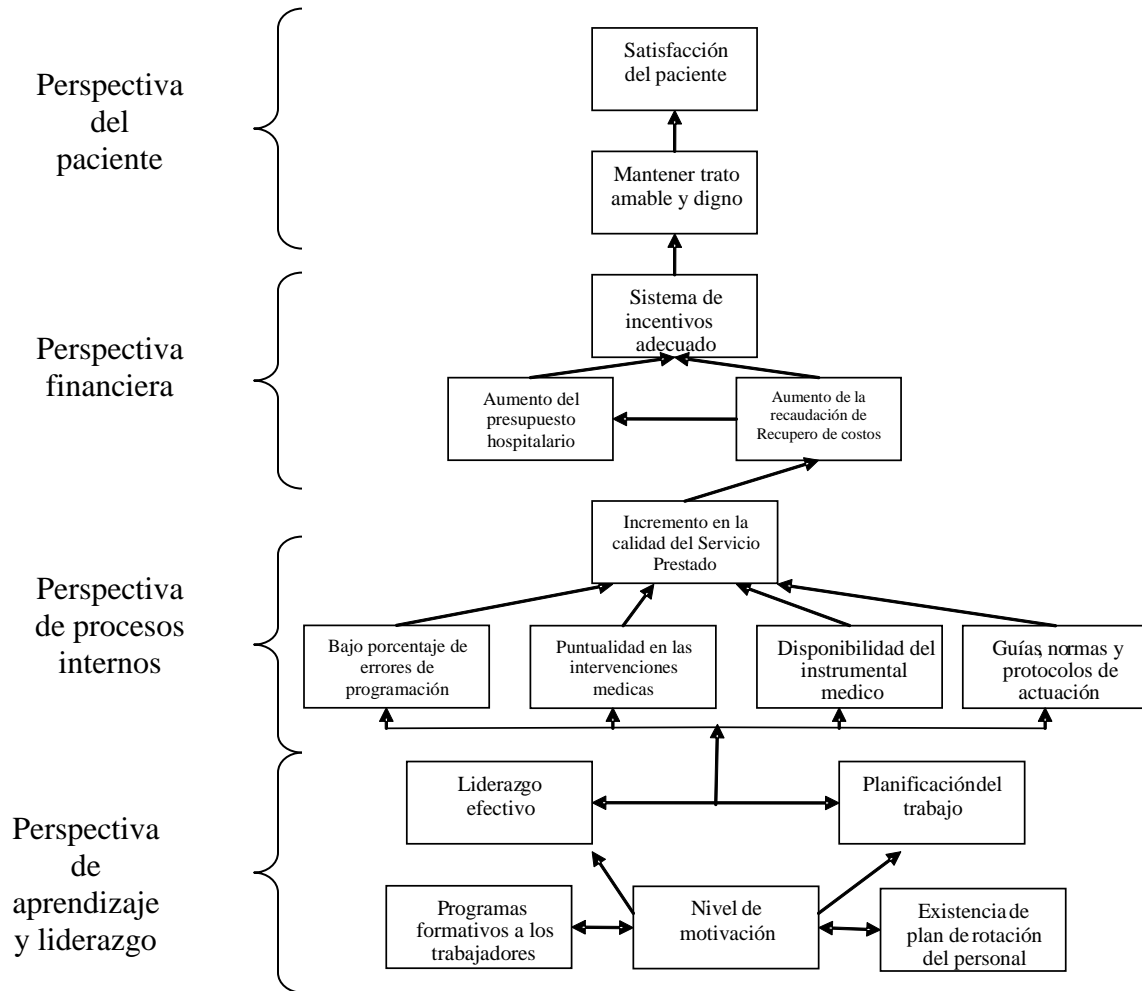 Perspectiva
del
paciente
Satisfacción
del paciente
Mantener trato
amable y digno
Perspectiva
financiera
Sistema de
incentivos
adecuado
Aumento del
presupuesto
hospitalario
Aumento de la
recaudación de
Recupero de costos
Perspectiva
de procesos
internos
Incremento en la
calidad del Servicio
Prestado
Bajo porcentaje de
errores de
programación
Puntualidad en las
intervenciones
medicas
Disponibilidad del
instrumental
medico
Guías, normas y
protocolos de
actuación
Perspectiva
de
aprendizaje
y liderazgo
Liderazgo
efectivo
Planificación del
trabajo
Programas
formativos a los
trabajadores
Nivel de
motivación
Existencia de
plan de rotación
del personal